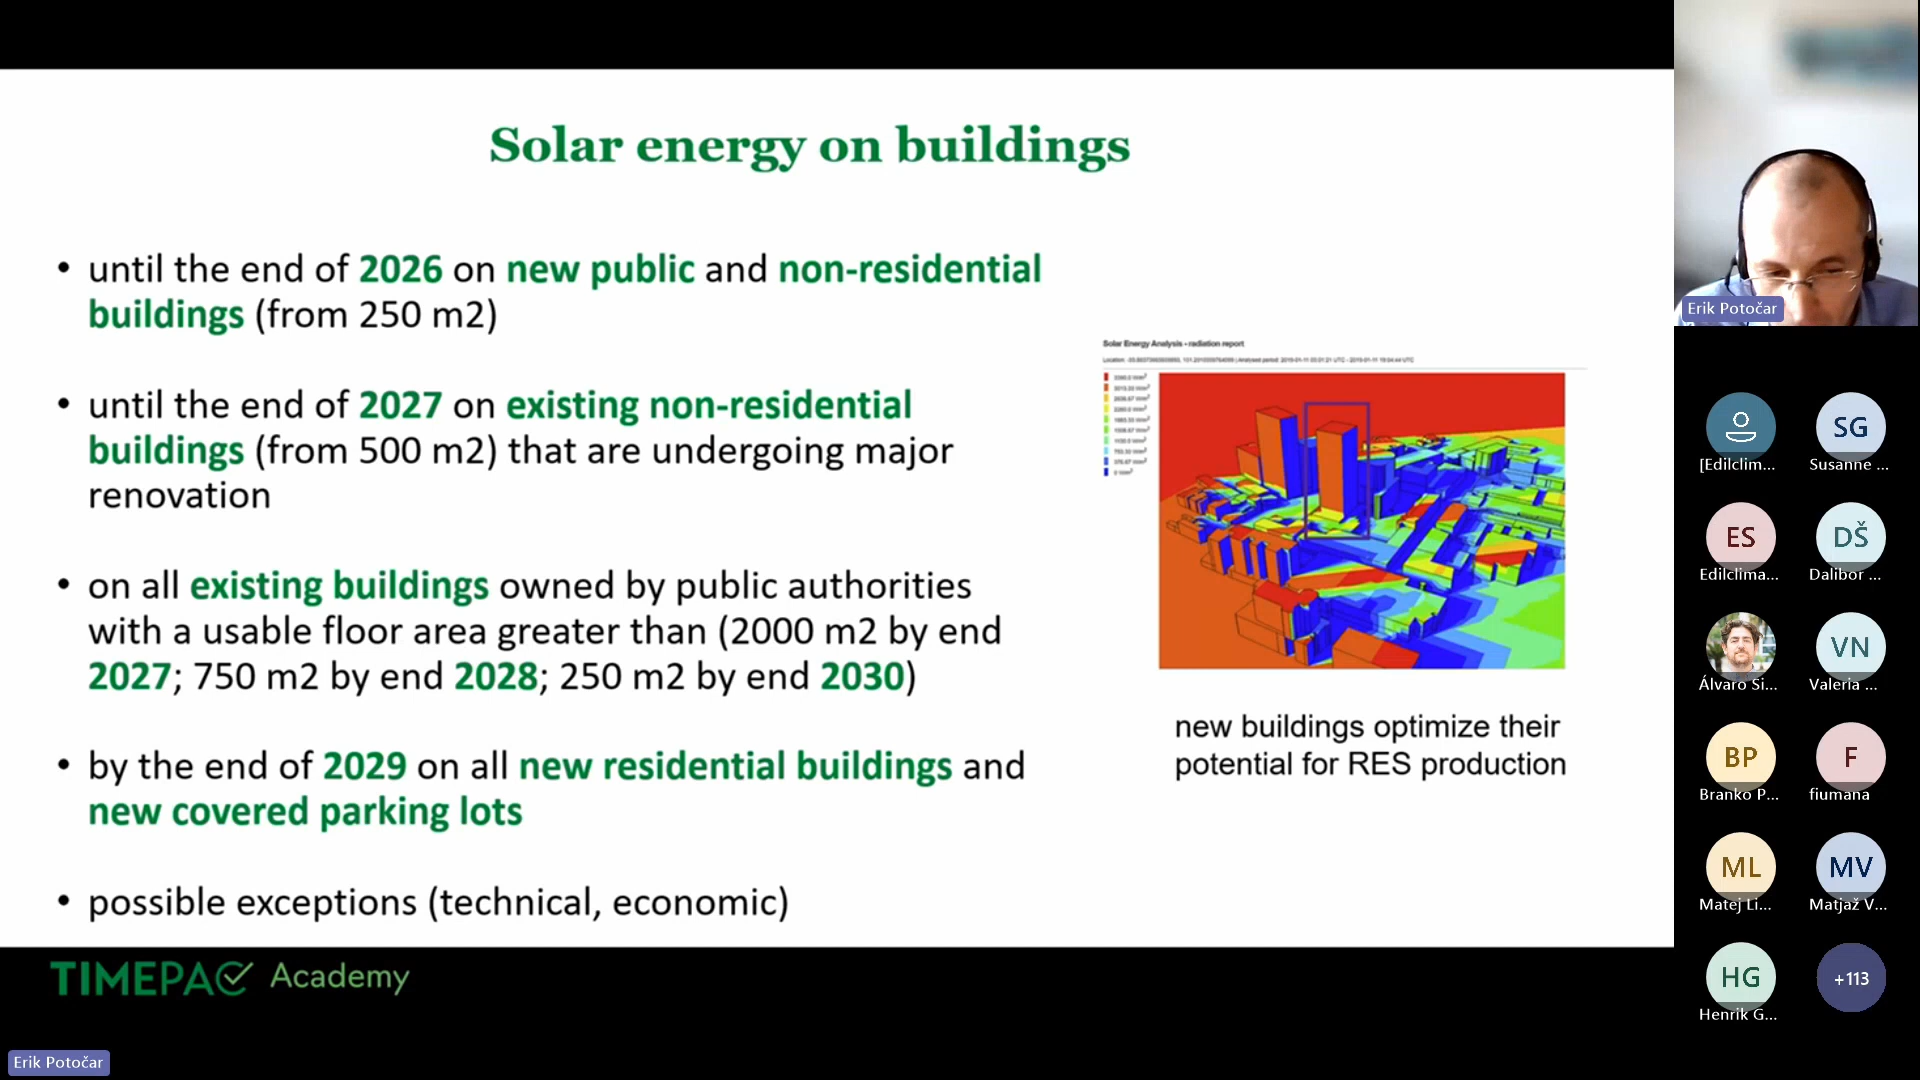 Solar energy on buildings
• until the end of 2026 on new public and non-residential
buildings (from 250 m2)
• until the end of 2027 on existing non-residential
buildings (from 500 m2) that are undergoing major
renovation
• on all existing buildings owned by public authorities
with a usable floor area greater than (2000 m2 by end
2027; 750 m2 by end 2028; 250 m2 by end 2030)
• by the end of 2029 on all new residential buildings and
new covered parking lots
• possible exceptions (technical, economic)
Solar Energy Analysis - radiation report
new buildings optimize their
potential for RES production
TIMEPAC Academy
Erik Potočar
Erik Potočar
[Edilclim...
SG
Susanne ...
ES
Edilclima...
DŠ
Dalibor ...
Álvaro Si...
VN
Valeria ...
BP
Branko P...
F
fiumana
ML
Matej Li...
MV
Matjaž V...
HG
Henrik G...
+113